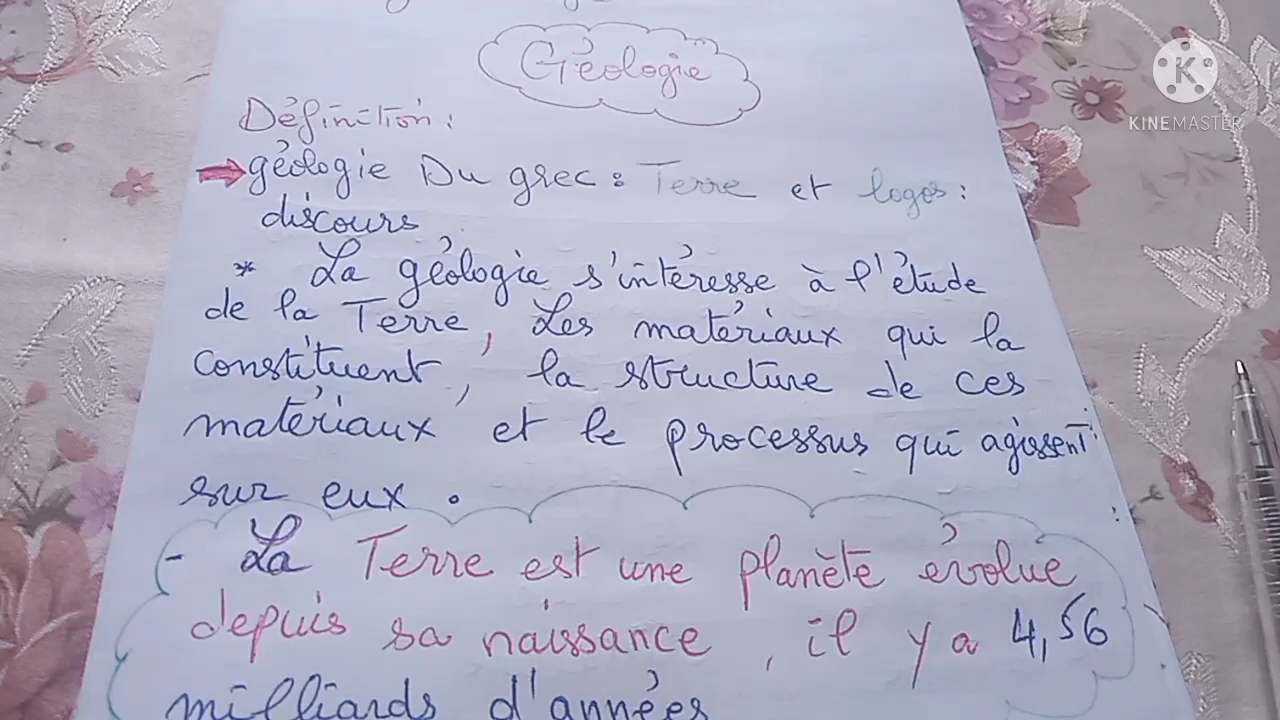 Géologie
Définition:
géologie Du grec: Terre et logos:
discours
* La géologie s'intéresse à l'étude
de la Terre, Les matériaux qui la
constituent, la structure de ces
matériaux et le processus qui agissent
sur eux.
- La Terre est une planète évolue
depuis sa naissance, il y a 4,56
milliards d'années
KINEMASTER